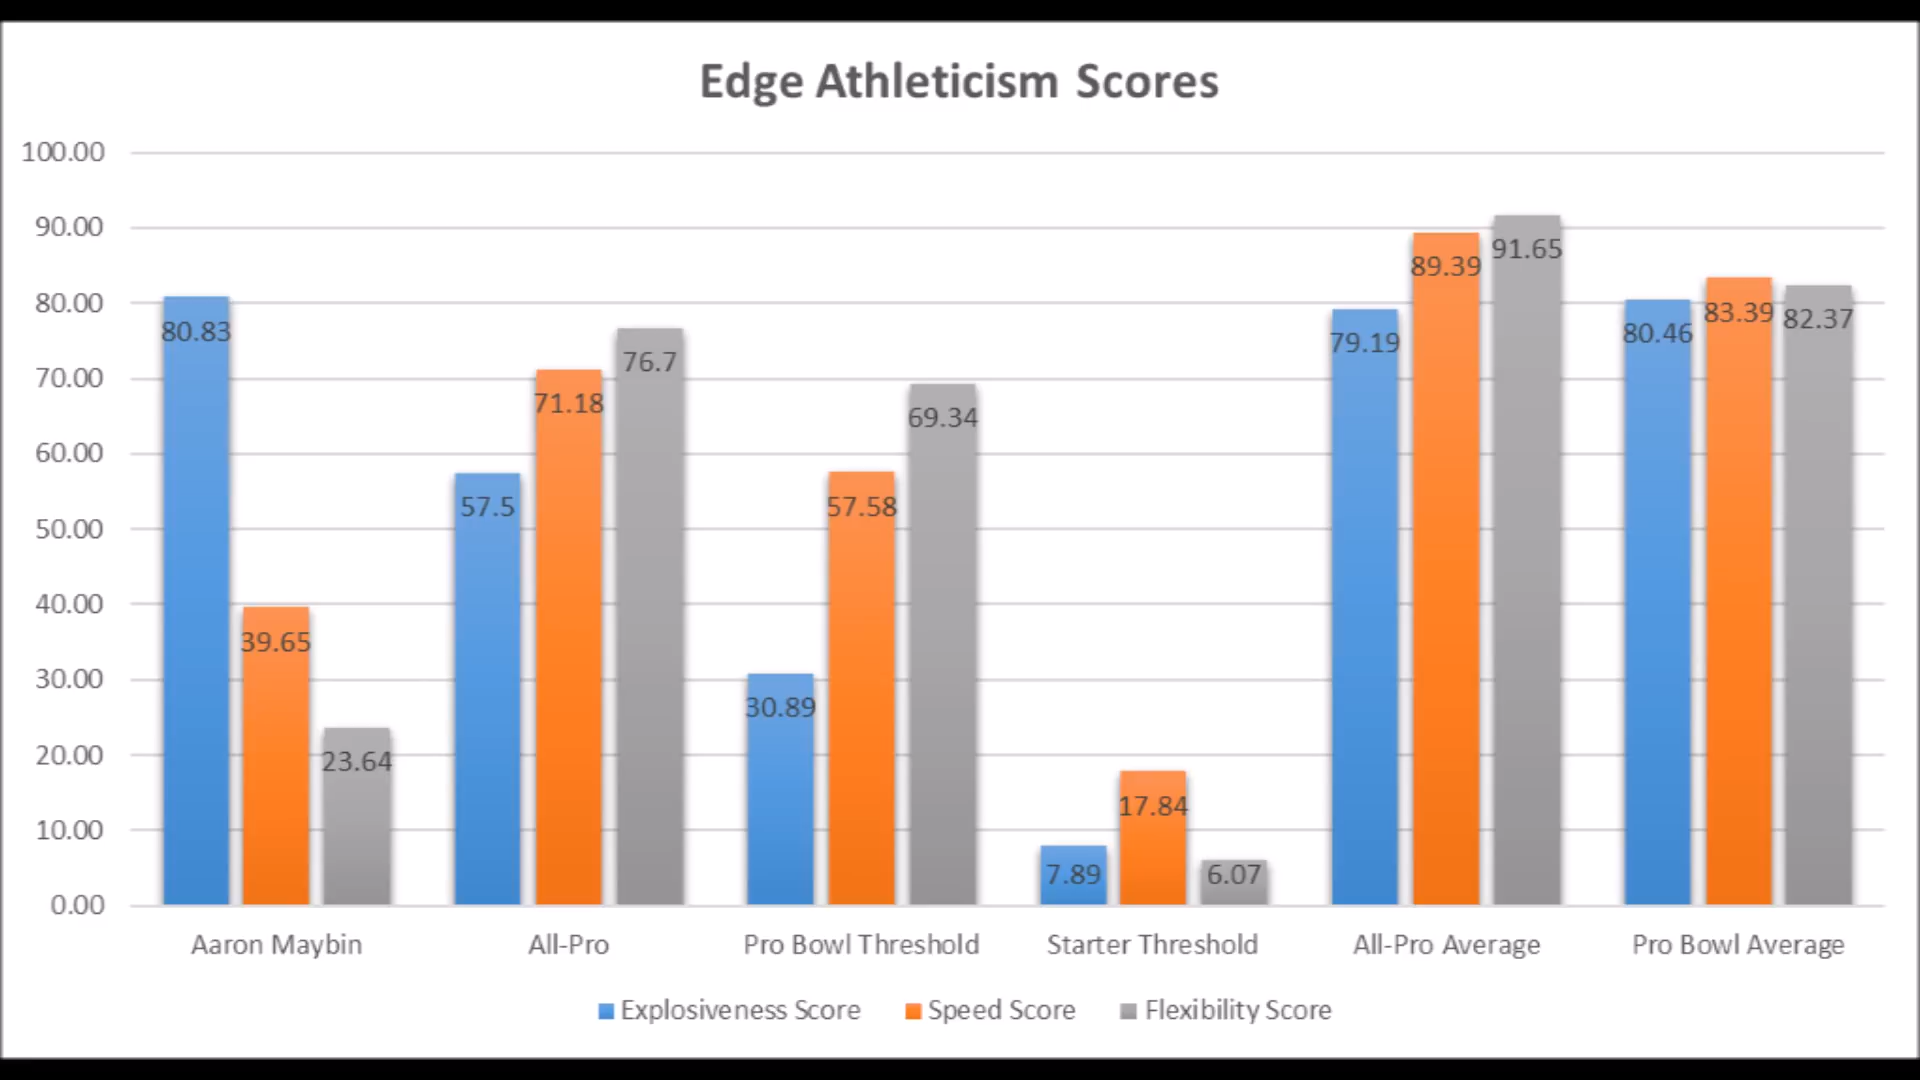 Edge Athleticism Scores
100.00
90.00
80.00
70.00
60.00
50.00
40.00
30.00
20.00
10.00
0.00
80.83
39.65
23.64
57.5
71.18
76.7
30.89
57.58
69.34
7.89
17.84
6.07
79.19
89.39
91.65
80.46
83.39
82.37
Aaron Maybin
All-Pro
Pro Bowl Threshold
Starter Threshold
All-Pro Average
Pro Bowl Average
Explosiveness Score
Speed Score
Flexibility Score